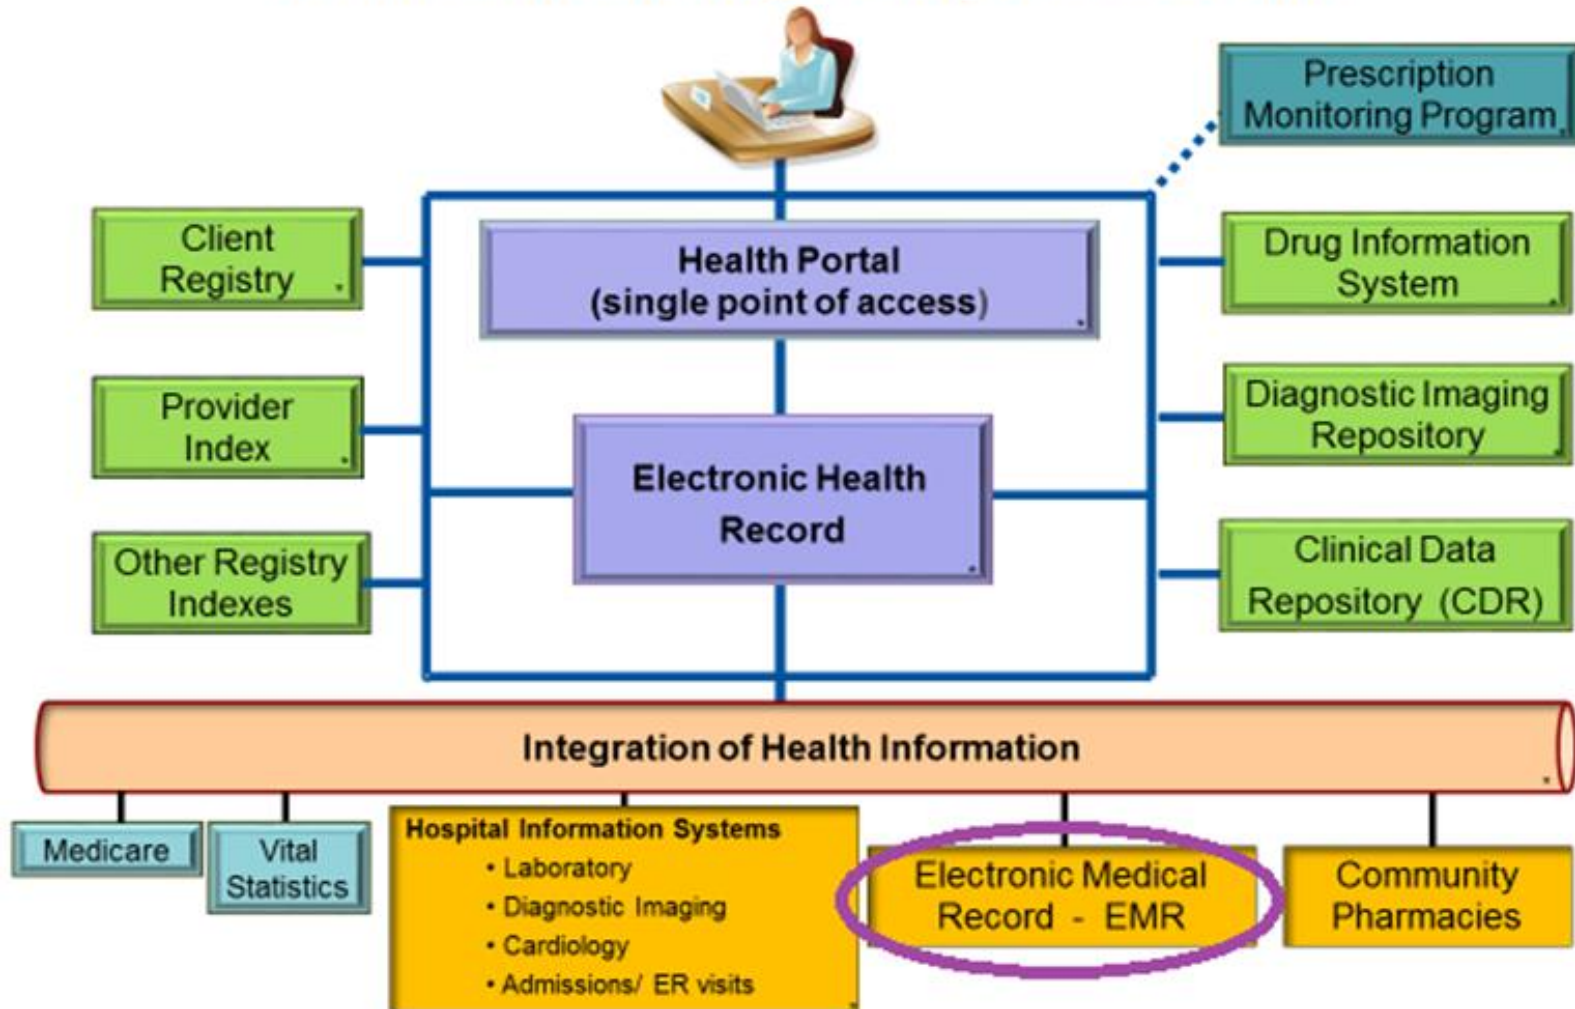 Prescription
Monitoring Program
Client
Registry
Health Portal
(single point of access)
Drug Information
System
Provider
Index
Diagnostic Imaging
Repository
Electronic Health
Record
Other Registry
Indexes
Clinical Data
Repository (CDR)
Integration of Health Information
Medicare
Vital
Statistics
Hospital Information Systems
• Laboratory
• Diagnostic Imaging
• Cardiology
• Admissions/ ER visits
Electronic Medical
Record - EMR
Community
Pharmacies